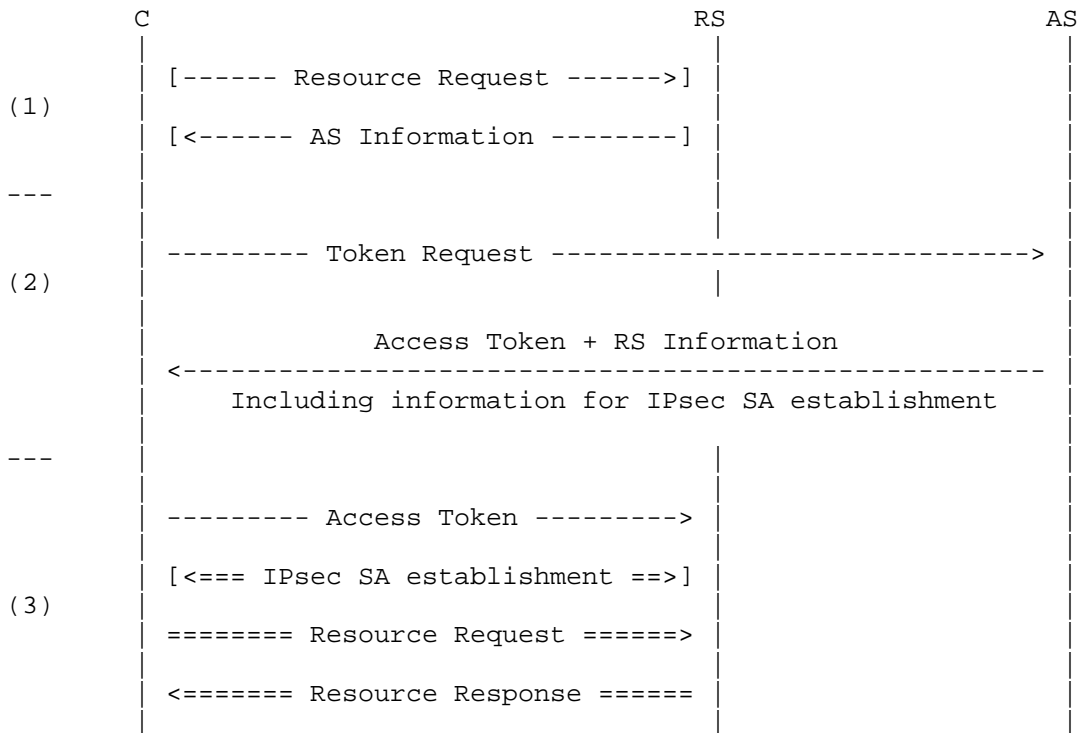 C RS AS
[------ Resource Request ------>]
(1)
[<------ AS Information --------]
---
--------- Token Request ----------------------------->
(2)
Access Token + RS Information
<-----------------------------------------------------
Including information for IPsec SA establishment
---
--------- Access Token --------->
[<=== IPsec SA establishment ==>]
(3)
======== Resource Request ======>
<======= Resource Response ======